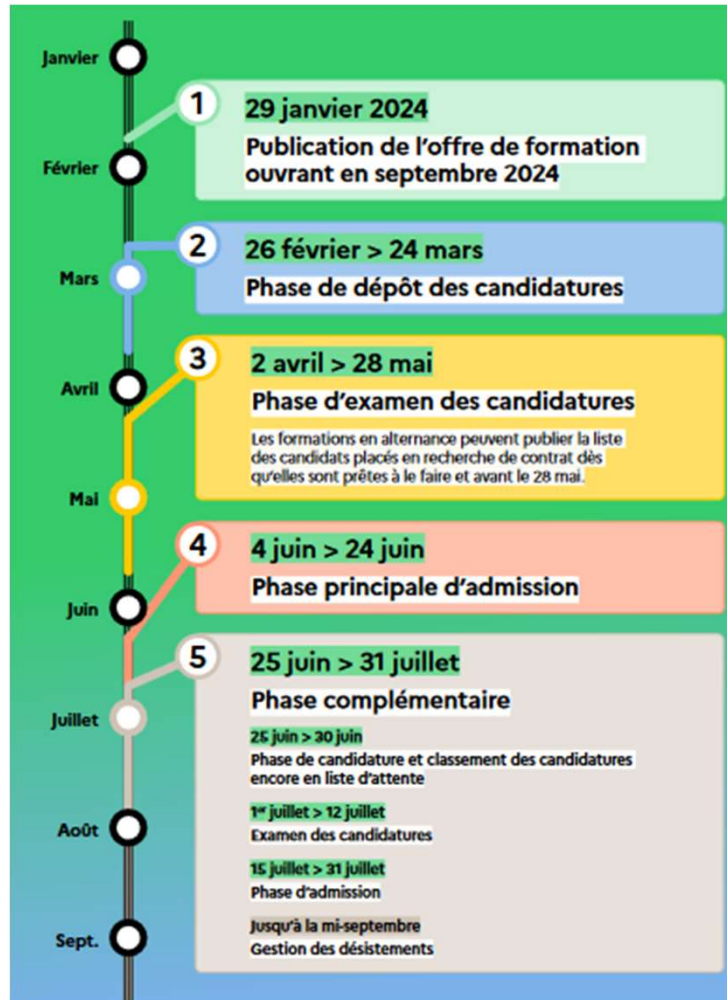 Janvier
1
29 janvier 2024
Publication de l'offre de formation
ouvrant en septembre 2024
Février
2
26 février > 24 mars
Phase de dépôt des candidatures
Mars
3
2 avril > 28 mai
Phase d'examen des candidatures
Les formations en alternance peuvent publier la liste
des candidats placés en recherche de contrat dès
qu'elles sont prêtes à le faire et avant le 28 mai.
Avril
Mai
4
4 juin > 24 juin
Phase principale d'admission
Juin
5
25 juin > 31 juillet
Phase complémentaire
25 juin > 30 juin
Phase de candidature et classement des candidatures
encore en liste d'attente
1er juillet > 12 juillet
Examen des candidatures
15 juillet > 31 juillet
Phase d'admission
Jusqu'à la mi-septembre
Gestion des désistements
Juillet
Août
Sept.